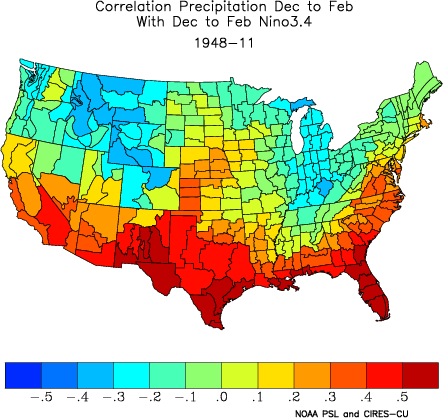 Correlation Precipitation Dec to Feb
With Dec to Feb Nino3.4
1948-11
-.5 -.4 -.3 -.2 -.1 .0 .1 .2 .3 .4 .5
NOAA PSL and CIRES-CU